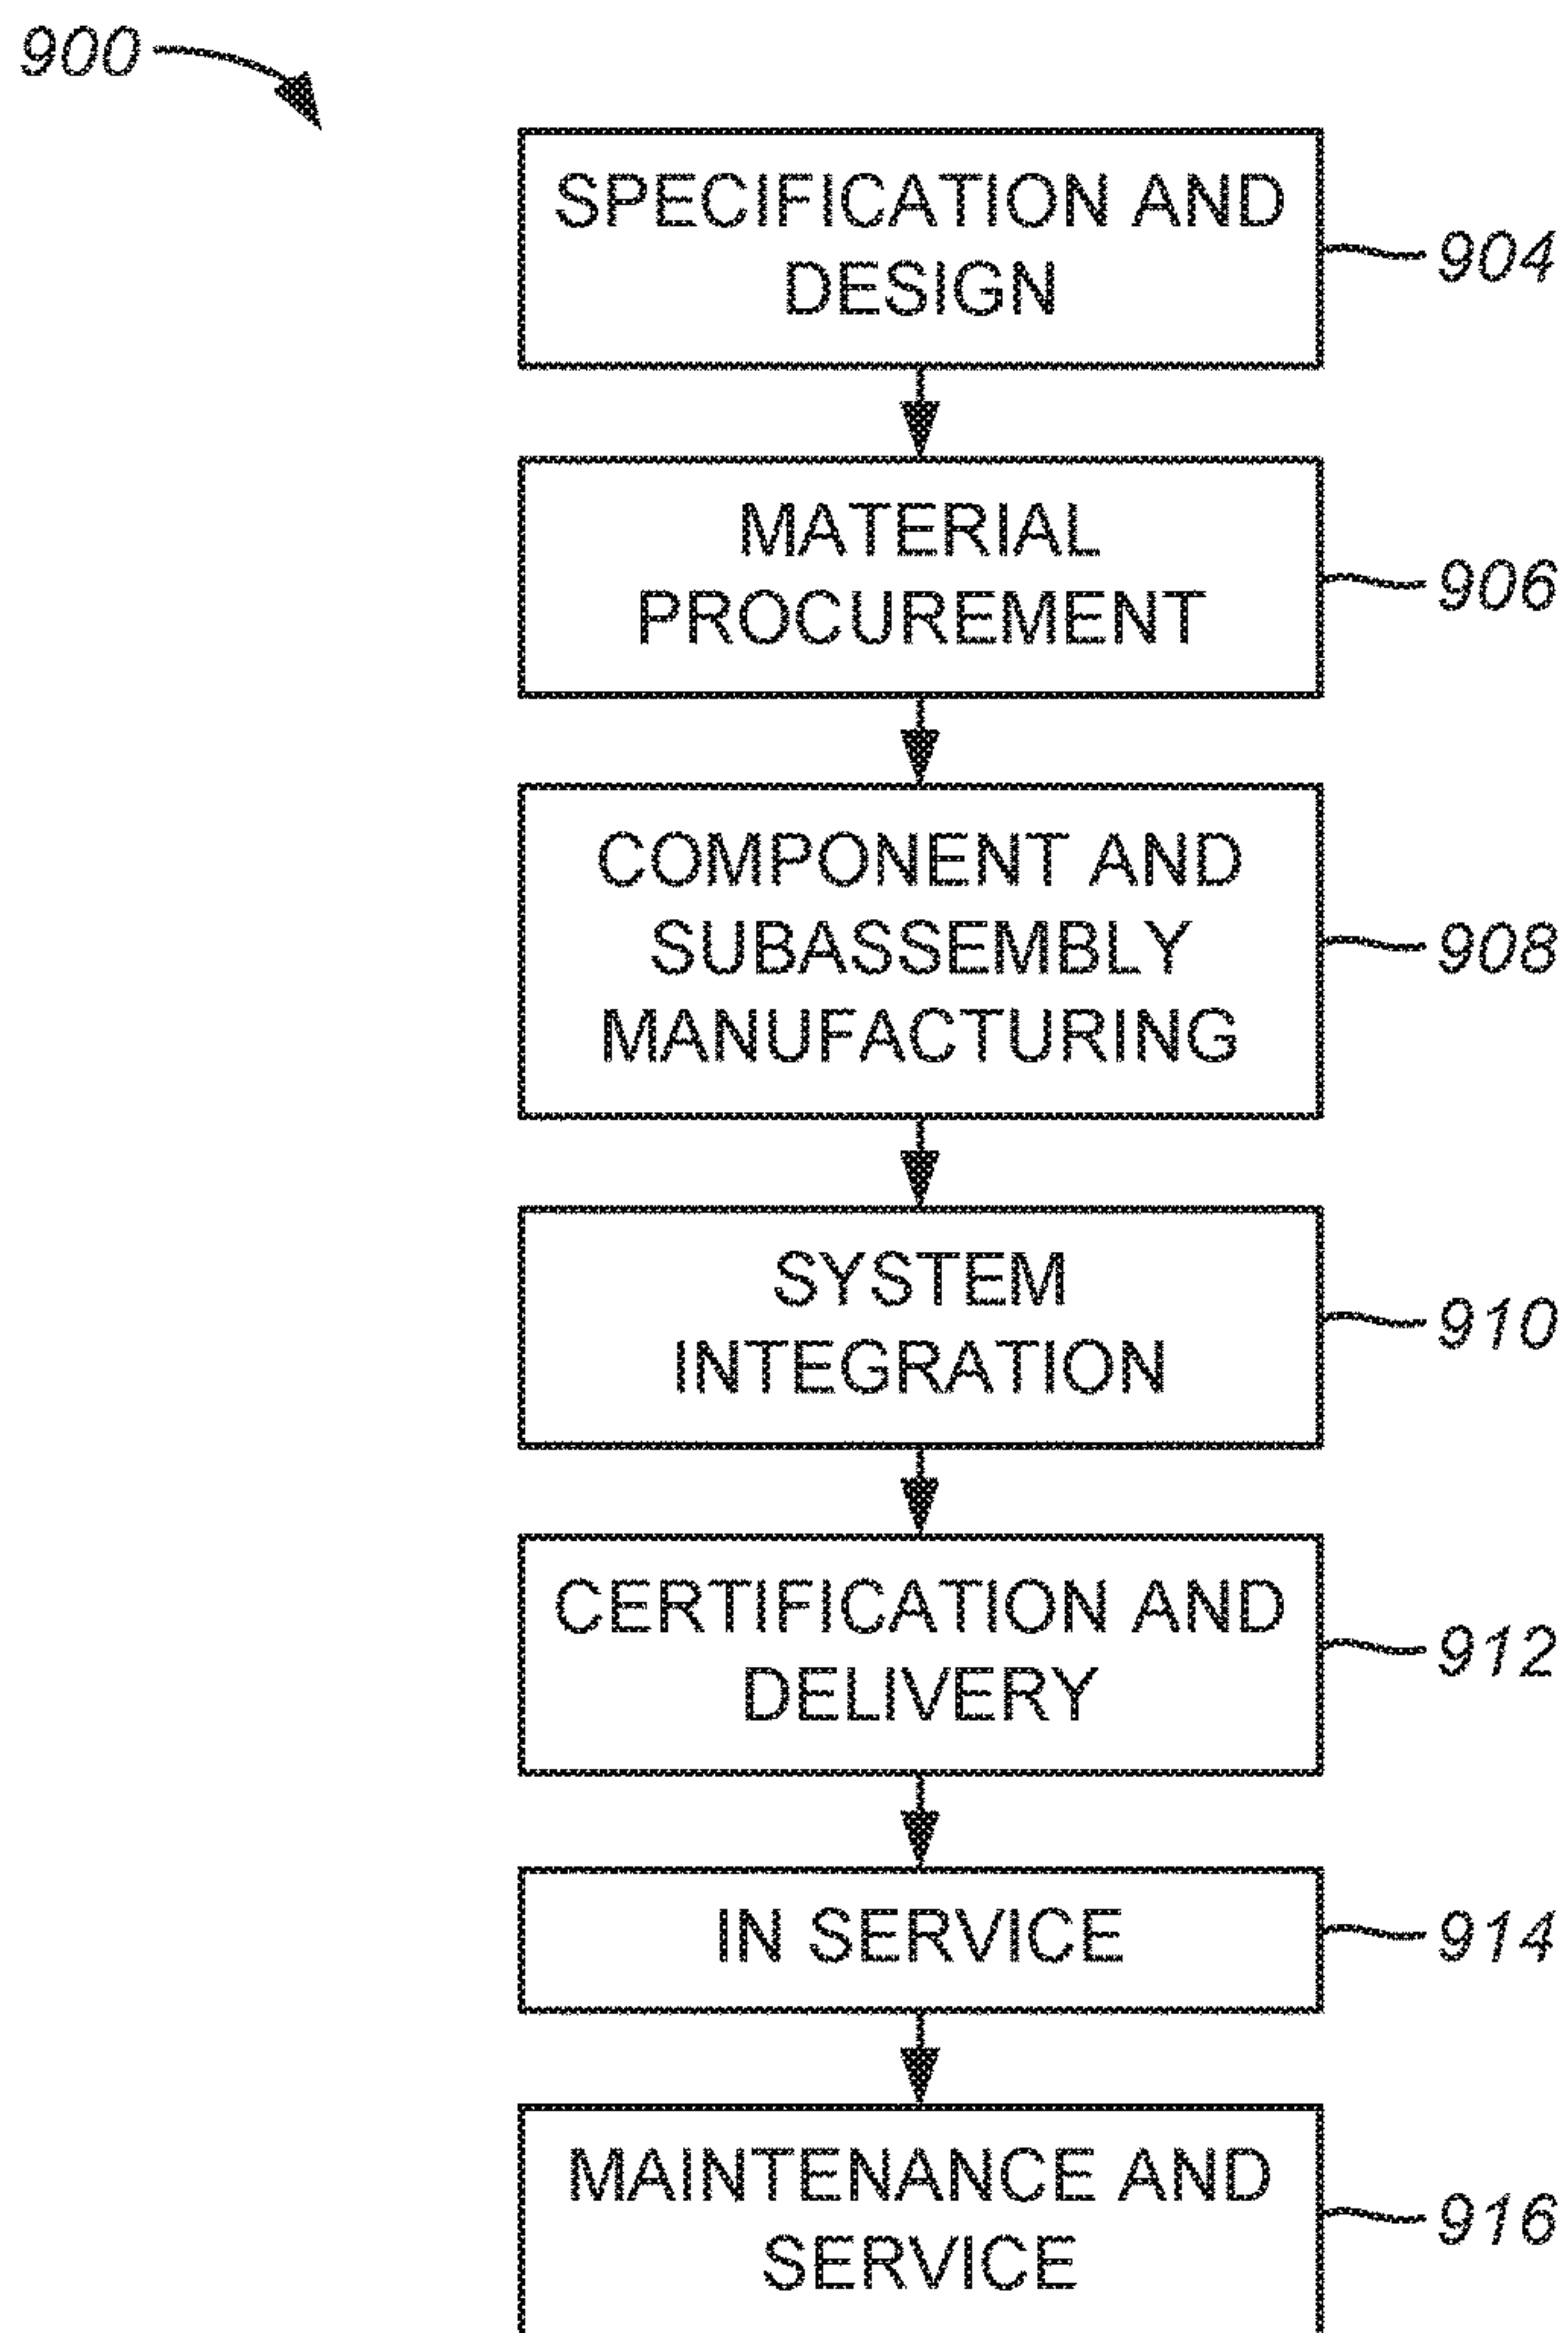 900
SPECIFICATION AND
DESIGN
904
MATERIAL
PROCUREMENT
906
COMPONENT AND
SUBASSEMBLY
MANUFACTURING
908
SYSTEM
INTEGRATION
910
CERTIFICATION AND
DELIVERY
912
IN SERVICE
914
MAINTENANCE AND
SERVICE
916